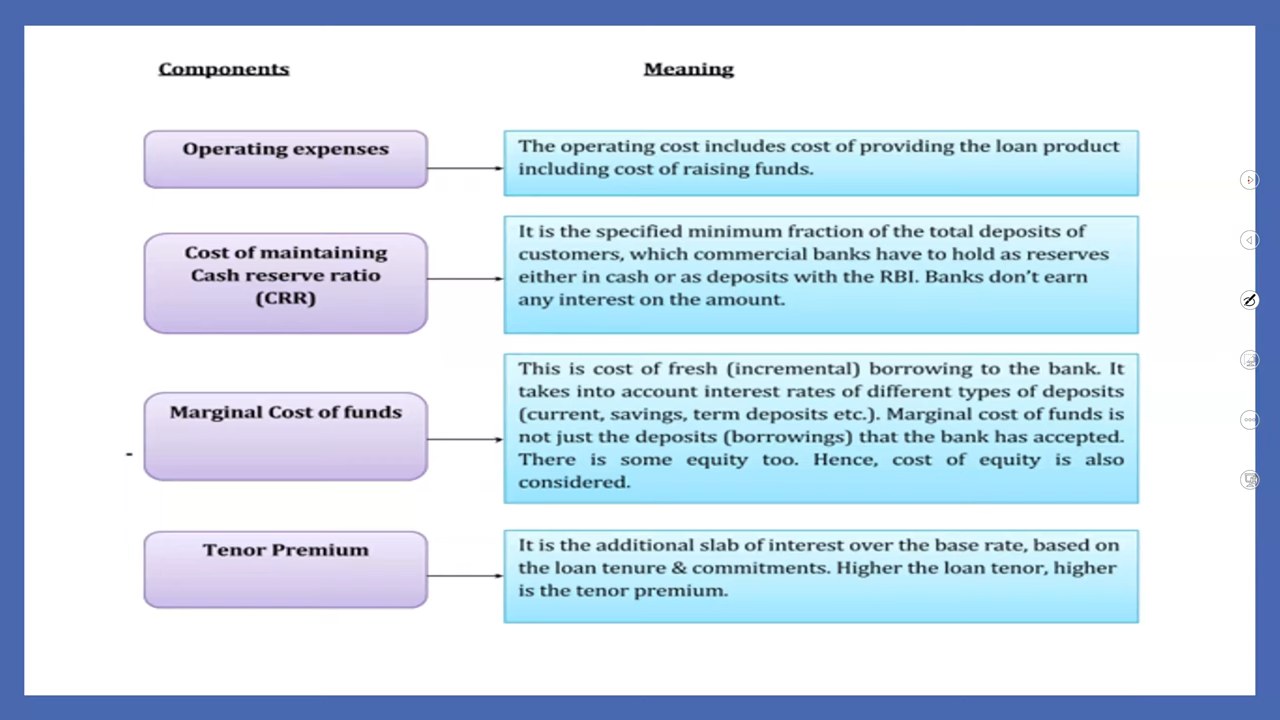 Components
Meaning
Operating expenses
The operating cost includes cost of providing the loan product
including cost of raising funds.
Cost of maintaining
Cash reserve ratio
(CRR)
It is the specified minimum fraction of the total deposits of
customers, which commercial banks have to hold as reserves
either in cash or as deposits with the RBI. Banks don't earn
any interest on the amount.
Marginal Cost of funds
This is cost of fresh (incremental) borrowing to the bank. It
takes into account interest rates of different types of deposits
(current, savings, term deposits etc.). Marginal cost of funds is
not just the deposits (borrowings) that the bank has accepted.
There is some equity too. Hence, cost of equity is also
considered.
-
Tenor Premium
It is the additional slab of interest over the base rate, based on
the loan tenure & commitments. Higher the loan tenor, higher
is the tenor premium.